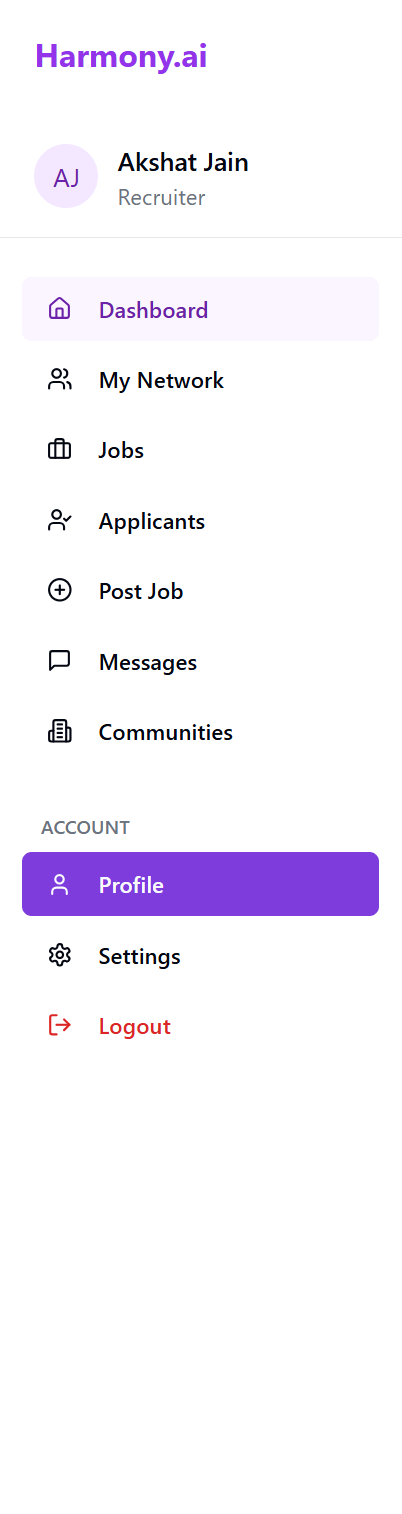 Harmony.ai
AJ
Akshat Jain
Recruiter
Dashboard
My Network
Jobs
Applicants
Post Job
Messages
Communities
ACCOUNT
Profile
Settings
Logout